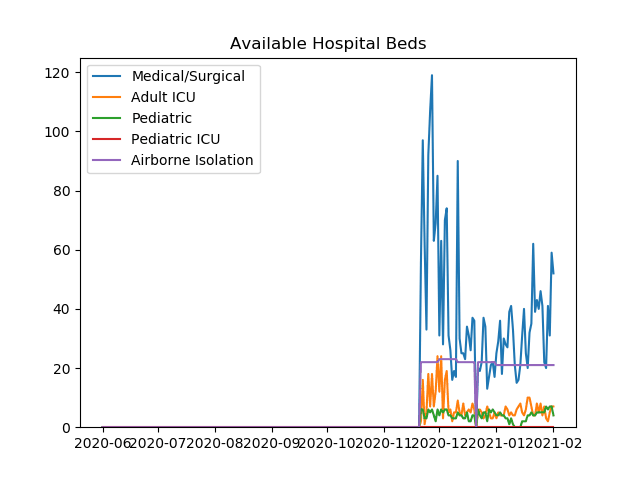 Available Hospital Beds
Medical/Surgical
Adult ICU
Pediatric
Pediatric ICU
Airborne Isolation
120
100
80
60
40
20
0
2020-06 2020-07 2020-08 2020-09 2020-10 2020-11 2020-12 2021-01 2021-02